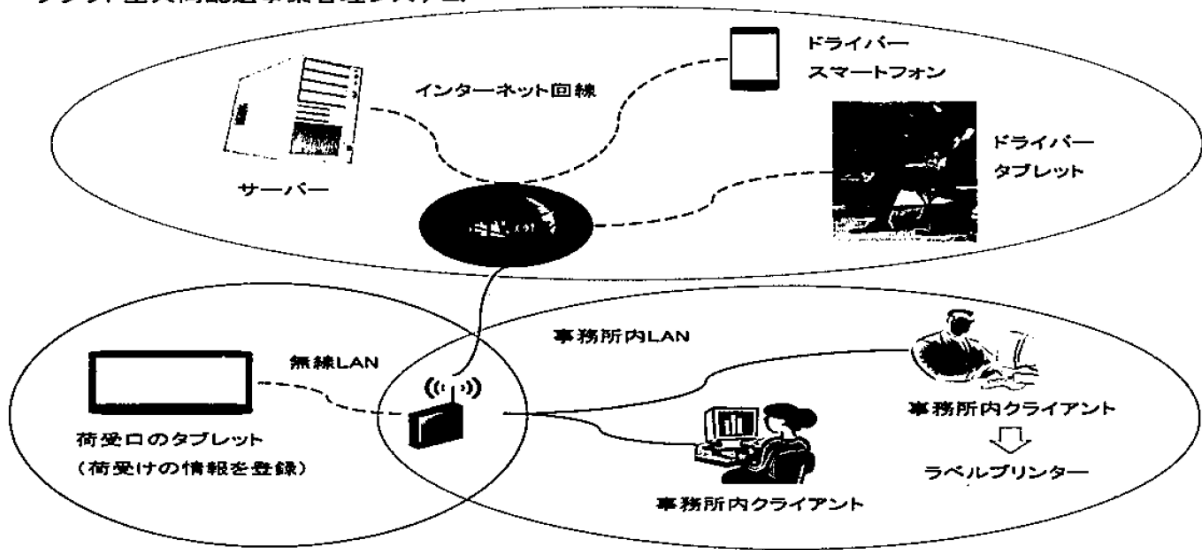 ドライバー
スマートフォン
インターネット回線
ドライバー
タブレット
サーバー
事務所内LAN
無線LAN
荷受口のタブレット
(荷受けの情報を登録)
事務所内クライアント
ラベルプリンター
事務所内クライアント